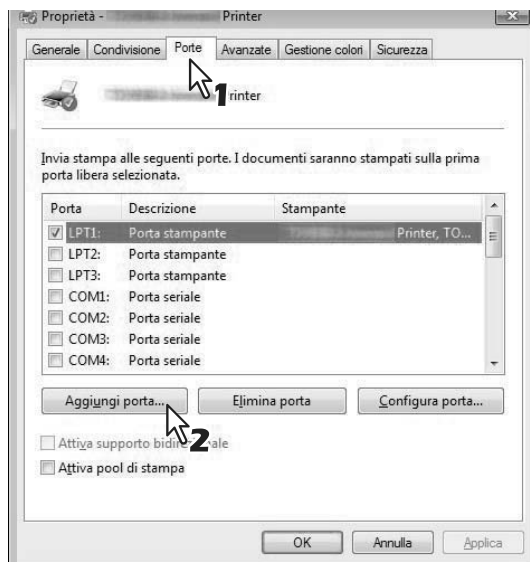 Proprietà - Printer
Generale Condivisione Porte Avanzate Gestione colori Sicurezza
1
rinter
Invia stampa alle seguenti porte. I documenti saranno stampati sulla prima
porta libera selezionata.
Porta Descrizione Stampante
LPT1: Porta stampante Printer, TO...
LPT2: Porta stampante
LPT3: Porta stampante
COM1: Porta seriale
COM2: Porta seriale
COM3: Porta seriale
COM4: Porta seriale
Aggiungi porta... Elimina porta Configura porta...
2
Attiva supporto bidirezionale
Attiva pool di stampa
OK Annulla Applica